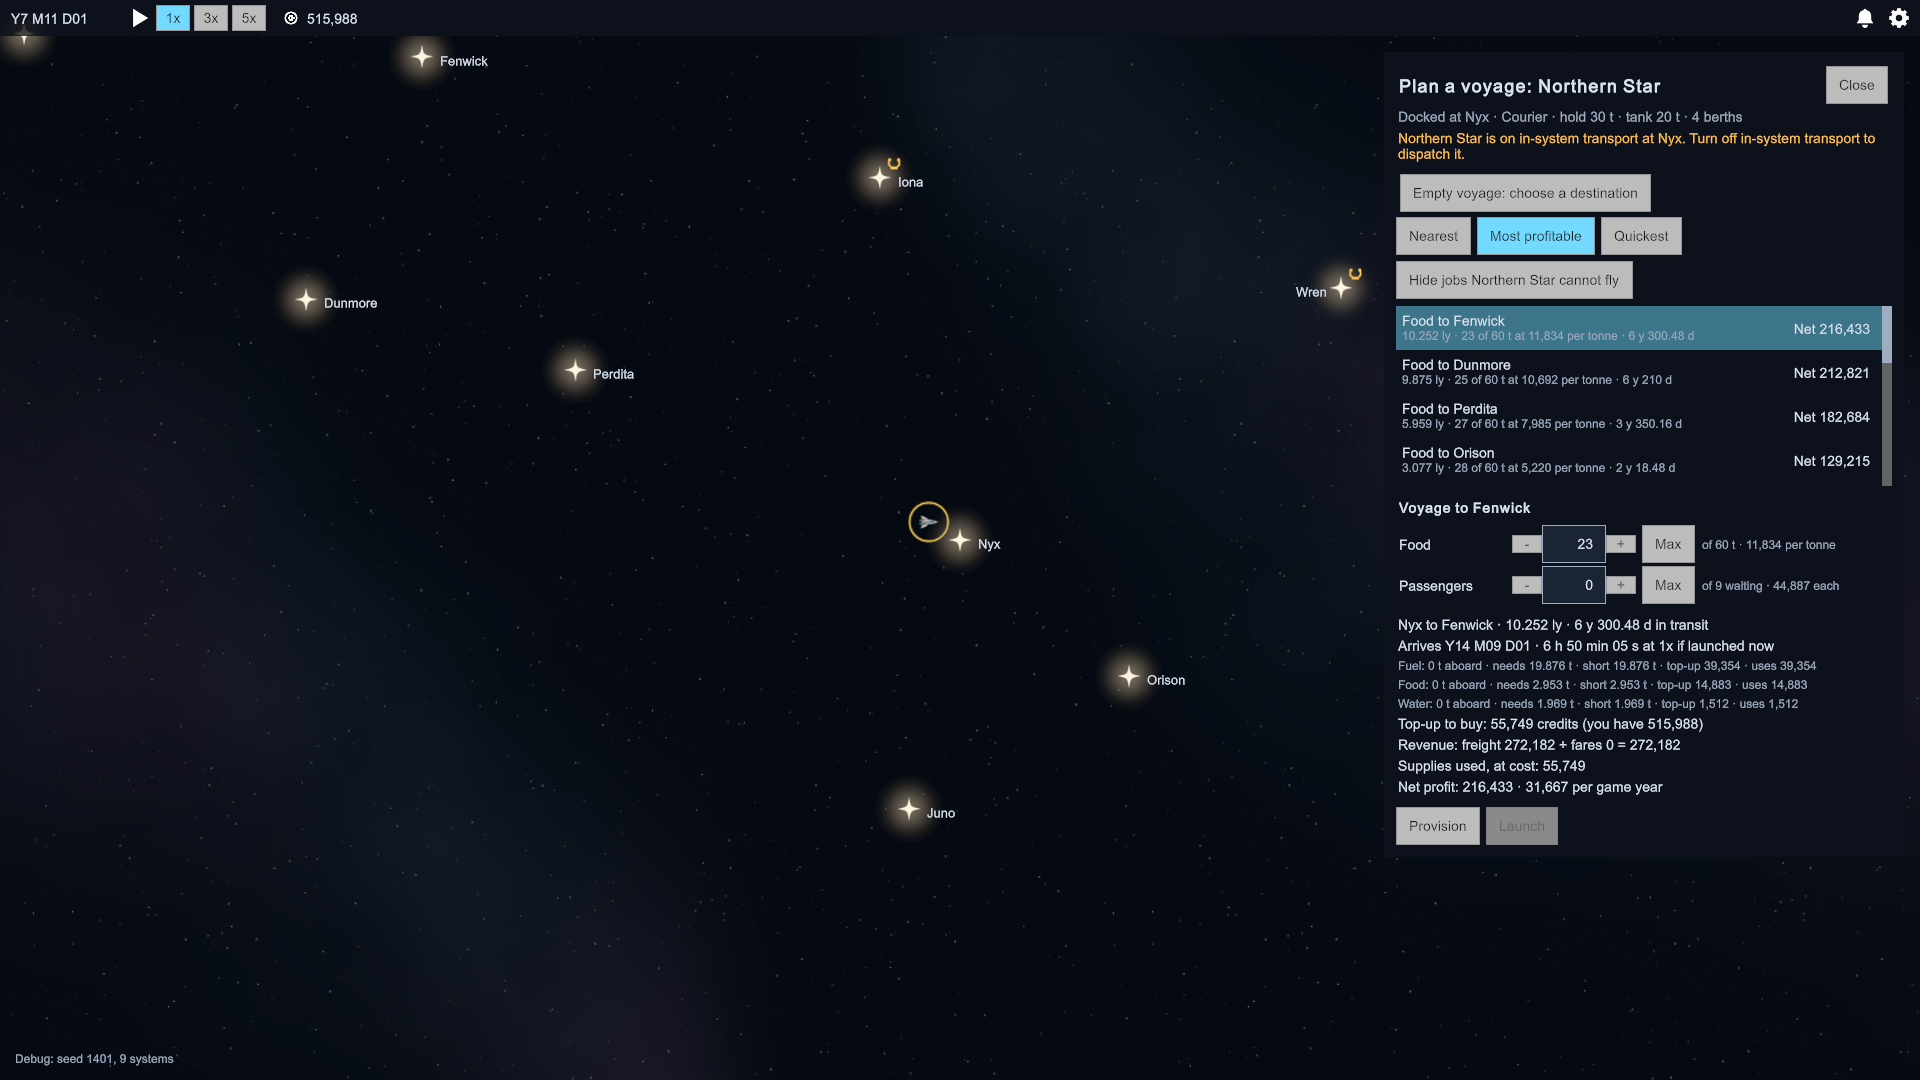 Y7 M11 D01
1x
3x
5x
515,988
Fenwick
Iona
Wren
Dunmore
Perdita
Nyx
Orison
Juno
Debug: seed 1401, 9 systems
Plan a voyage: Northern Star
Close
Docked at Nyx · Courier · hold 30 t · tank 20 t · 4 berths
Northern Star is on in-system transport at Nyx. Turn off in-system transport to
dispatch it.
Empty voyage: choose a destination
Nearest
Most profitable
Quickest
Hide jobs Northern Star cannot fly
Food to Fenwick
10.252 ly · 23 of 60 t at 11,834 per tonne · 6 y 300.48 d
Net 216,433
Food to Dunmore
9.875 ly · 25 of 60 t at 10,692 per tonne · 6 y 210 d
Net 212,821
Food to Perdita
5.959 ly · 27 of 60 t at 7,985 per tonne · 3 y 350.16 d
Net 182,684
Food to Orison
3.077 ly · 28 of 60 t at 5,220 per tonne · 2 y 18.48 d
Net 129,215
Voyage to Fenwick
Food - 23 + Max of 60 t · 11,834 per tonne
Passengers - 0 + Max of 9 waiting · 44,887 each
Nyx to Fenwick · 10.252 ly · 6 y 300.48 d in transit
Arrives Y14 M09 D01 · 6 h 50 min 05 s at 1x if launched now
Fuel: 0 t aboard · needs 19.876 t · short 19.876 t · top-up 39,354 · uses 39,354
Food: 0 t aboard · needs 2.953 t · short 2.953 t · top-up 14,883 · uses 14,883
Water: 0 t aboard · needs 1.969 t · short 1.969 t · top-up 1,512 · uses 1,512
Top-up to buy: 55,749 credits (you have 515,988)
Revenue: freight 272,182 + fares 0 = 272,182
Supplies used, at cost: 55,749
Net profit: 216,433 · 31,667 per game year
Provision
Launch